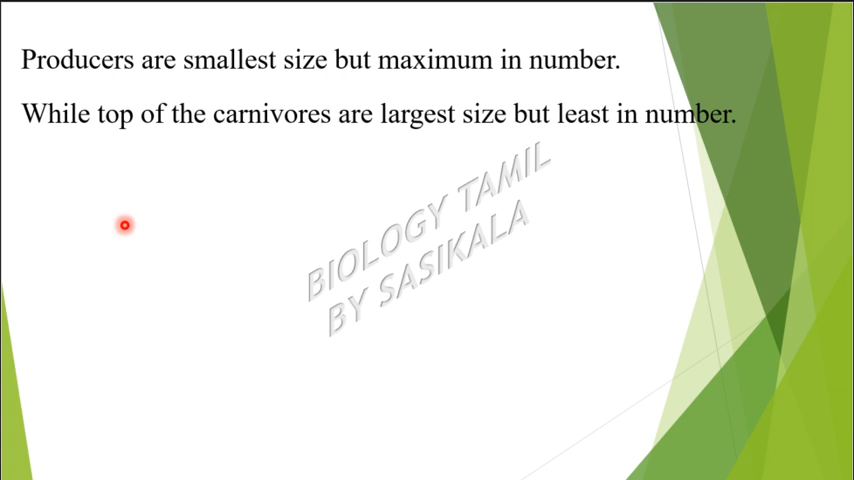 Producers are smallest size but maximum in number.
While top of the carnivores are largest size but least in number.
BIOLOGY TAMIL
BY SASIKALA